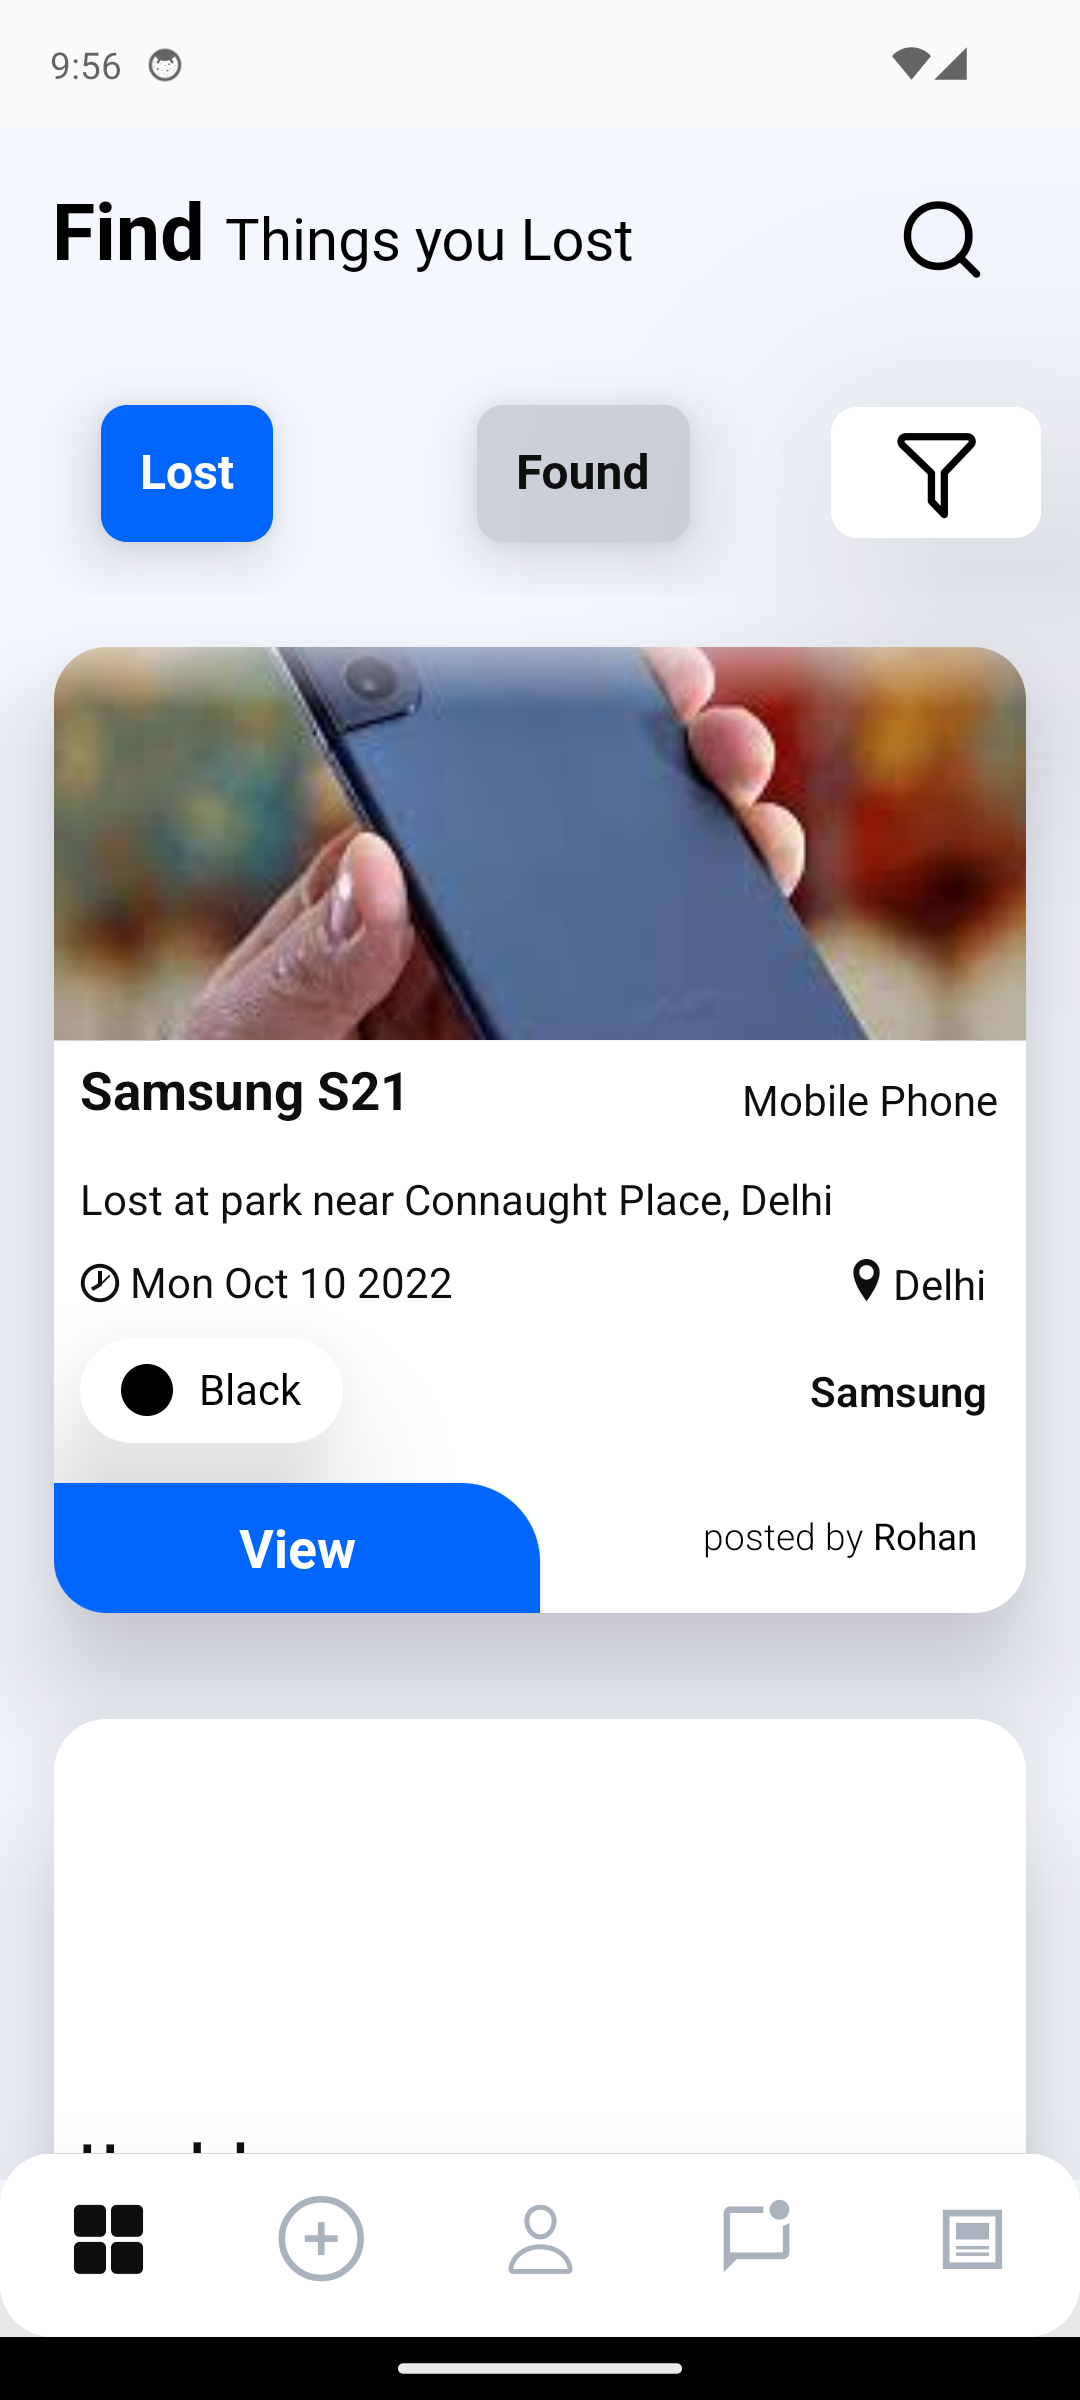 9:56
Find Things you Lost
Lost
Found
Samsung S21
Mobile Phone
Lost at park near Connaught Place, Delhi
Mon Oct 10 2022
Delhi
Black
Samsung
View
posted by Rohan